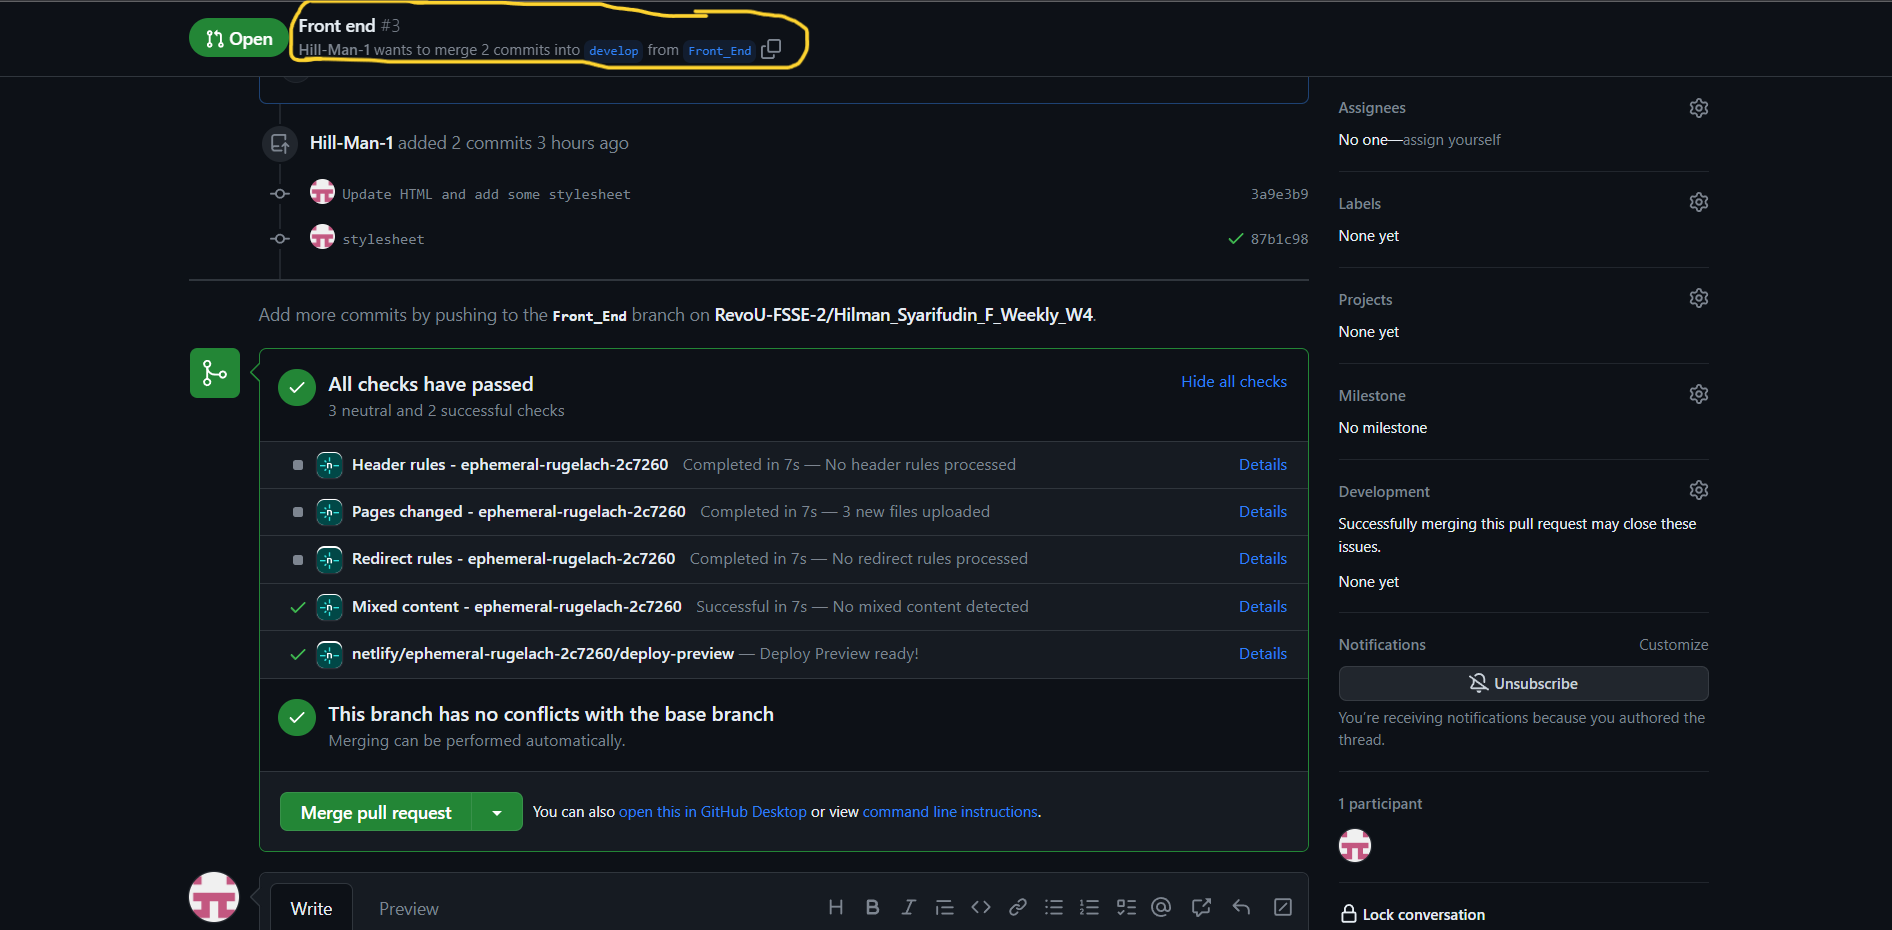 Open
Front end #3
Hill-Man-1 wants to merge 2 commits into develop from Front_End
Hill-Man-1 added 2 commits 3 hours ago
Update HTML and add some stylesheet 3a9e3b9
stylesheet 87b1c98
Add more commits by pushing to the Front_End branch on RevoU-FSSE-2/Hilman_Syarifudin_F_Weekly_W4.
All checks have passed
Hide all checks
3 neutral and 2 successful checks
Header rules - ephemeral-rugelach-2c7260 Completed in 7s — No header rules processed Details
Pages changed - ephemeral-rugelach-2c7260 Completed in 7s — 3 new files uploaded Details
Redirect rules - ephemeral-rugelach-2c7260 Completed in 7s — No redirect rules processed Details
Mixed content - ephemeral-rugelach-2c7260 Successful in 7s — No mixed content detected Details
netlify/ephemeral-rugelach-2c7260/deploy-preview — Deploy Preview ready! Details
This branch has no conflicts with the base branch
Merging can be performed automatically.
Merge pull request
You can also open this in GitHub Desktop or view command line instructions.
Write Preview
Assignees
No one—assign yourself
Labels
None yet
Projects
None yet
Milestone
No milestone
Development
Successfully merging this pull request may close these
issues.
None yet
Notifications Customize
Unsubscribe
You're receiving notifications because you authored the
thread.
1 participant
Lock conversation